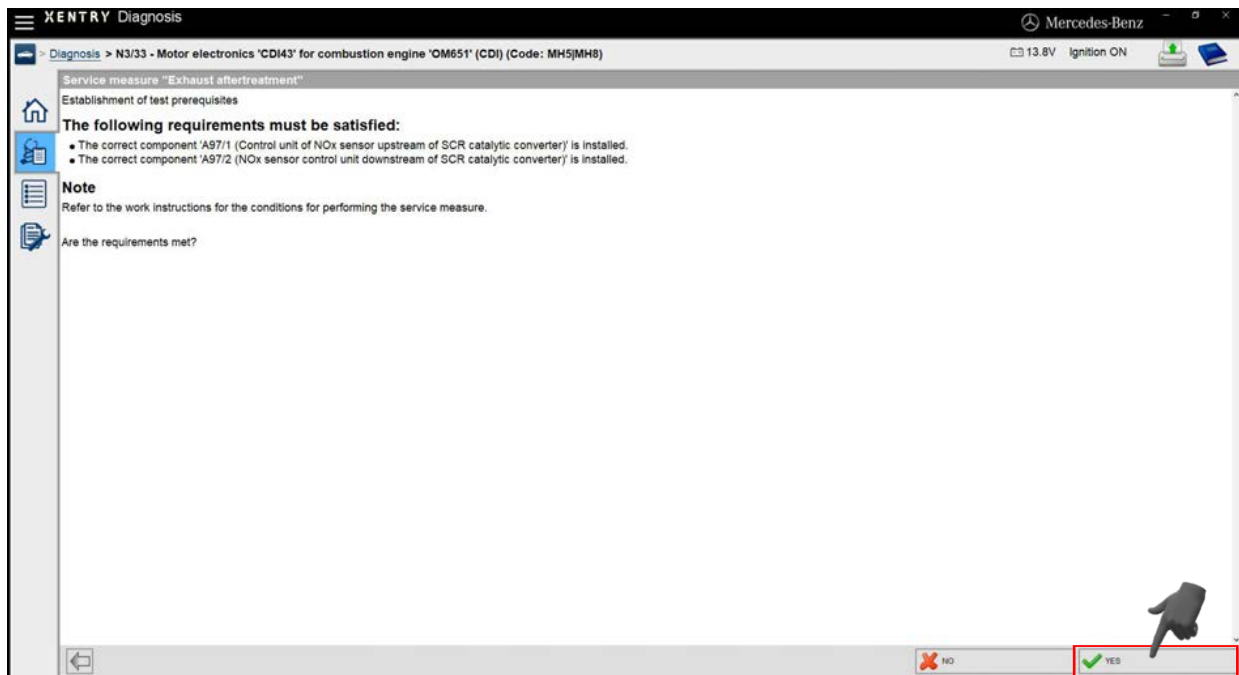 XENTRY Diagnosis
Mercedes-Benz
> Diagnosis > N3/33 - Motor electronics 'CDI43' for combustion engine 'OM651' (CDI) (Code: MH5|MH8)
13.8V Ignition ON
Service measure "Exhaust aftertreatment"
Establishment of test prerequisites
The following requirements must be satisfied:
• The correct component 'A97/1 (Control unit of NOx sensor upstream of SCR catalytic converter)' is installed.
• The correct component 'A97/2 (NOx sensor control unit downstream of SCR catalytic converter)' is installed.
Note
Refer to the work instructions for the conditions for performing the service measure.
Are the requirements met?
NO
YES